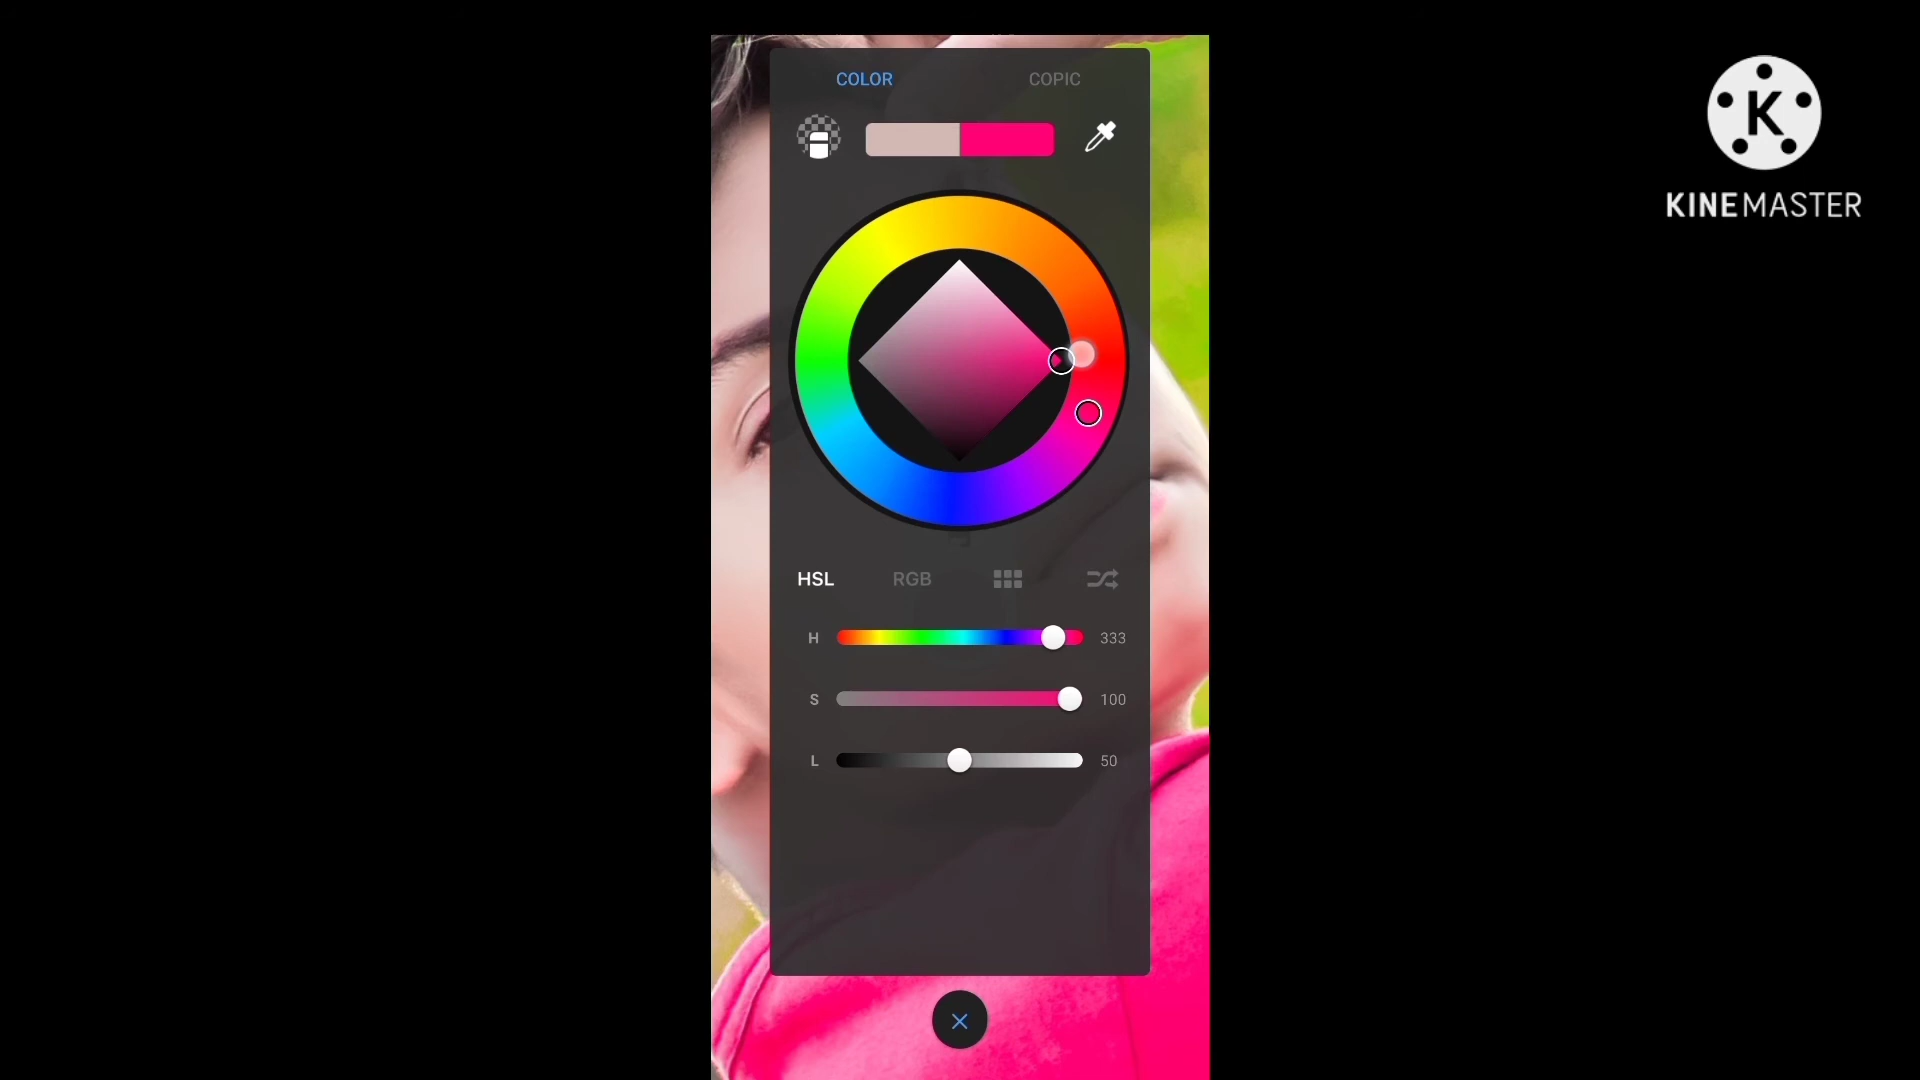 COLOR COPIC
K
KINEMASTER
HSL RGB
H 333
S 100
L 50